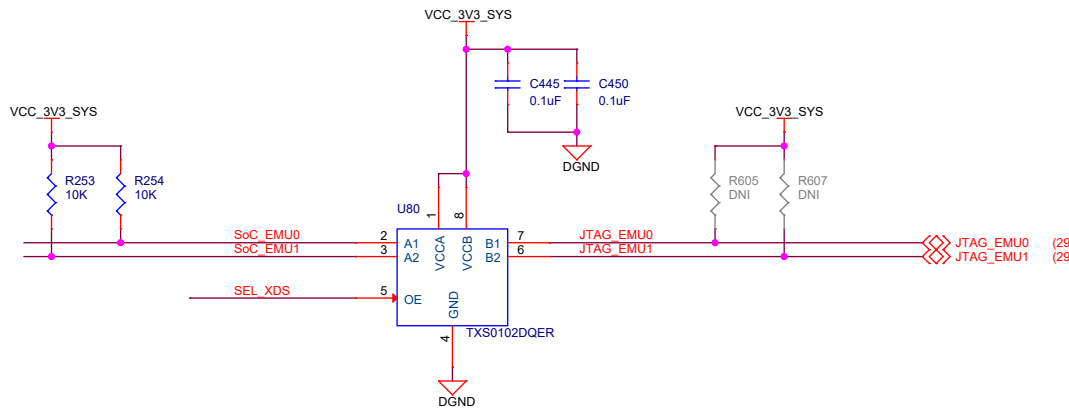 VCC_3V3_SYS
C445
0.1uF
C450
0.1uF
VCC_3V3_SYS
VCC_3V3_SYS
DGND
R253
10K
R254
10K
R605
DNI
R607
DNI
U80
1
8
SoC_EMU0
2
A1
VCCA
VCCB
B1
7
JTAG_EMU0
JTAG_EMU0 (29
SoC_EMU1
3
A2
B2
6
JTAG_EMU1
JTAG_EMU1 (29
SEL_XDS
5
OE
GND
4
TXS0102DQER
DGND